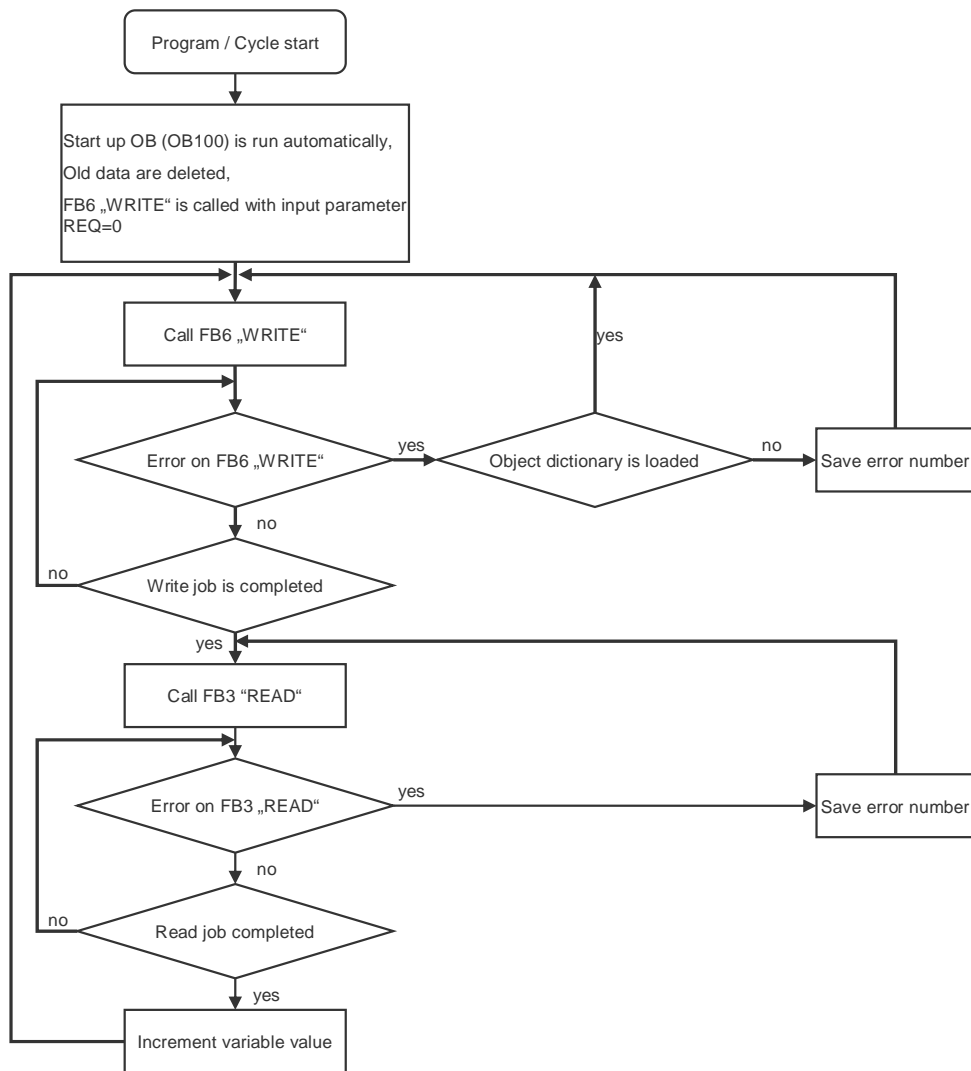 Program / Cycle start
Start up OB (OB100) is run automatically,
Old data are deleted,
FB6 „WRITE“ is called with input parameter
REQ=0
Call FB6 „WRITE“
yes
Error on FB6 „WRITE“
yes
Object dictionary is loaded
no
Save error number
no
no
Write job is completed
yes
Call FB3 “READ“
Error on FB3 „READ“
yes
Save error number
no
no
Read job completed
yes
Increment variable value